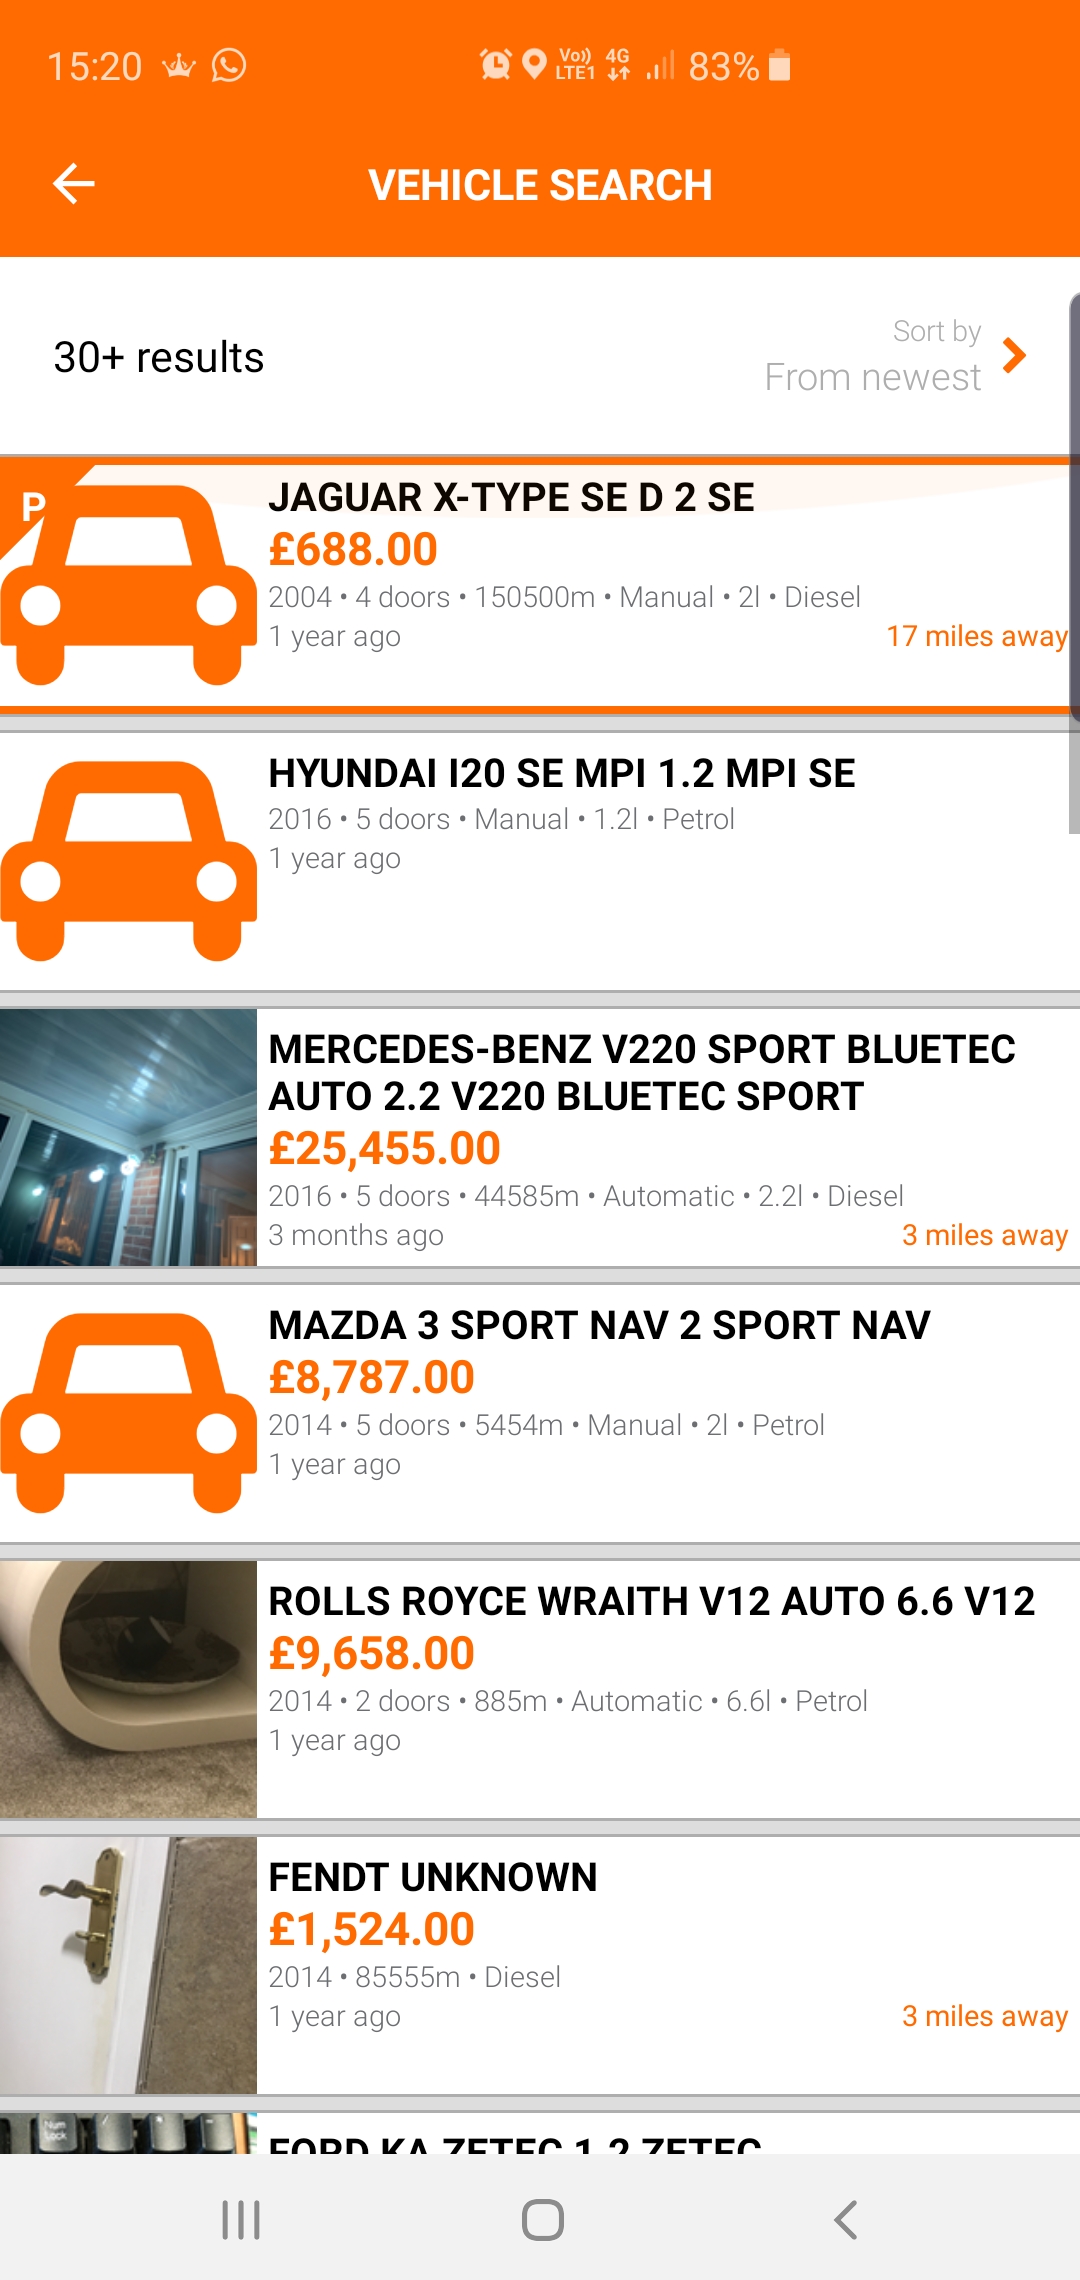 15:20 Vo)) LTE1 4G 83%
VEHICLE SEARCH
30+ results
Sort by
From newest
P
JAGUAR X-TYPE SE D 2 SE
£688.00
2004 • 4 doors • 150500m • Manual • 2l • Diesel
1 year ago 17 miles away
HYUNDAI I20 SE MPI 1.2 MPI SE
2016 • 5 doors • Manual • 1.2l • Petrol
1 year ago
MERCEDES-BENZ V220 SPORT BLUETEC
AUTO 2.2 V220 BLUETEC SPORT
£25,455.00
2016 • 5 doors • 44585m • Automatic • 2.2l • Diesel
3 months ago 3 miles away
MAZDA 3 SPORT NAV 2 SPORT NAV
£8,787.00
2014 • 5 doors • 5454m • Manual • 2l • Petrol
1 year ago
ROLLS ROYCE WRAITH V12 AUTO 6.6 V12
£9,658.00
2014 • 2 doors • 885m • Automatic • 6.6l • Petrol
1 year ago
FENDT UNKNOWN
£1,524.00
2014 • 85555m • Diesel
1 year ago 3 miles away
Num
Lock
FORD KA ZETEC 1.2 ZETEC